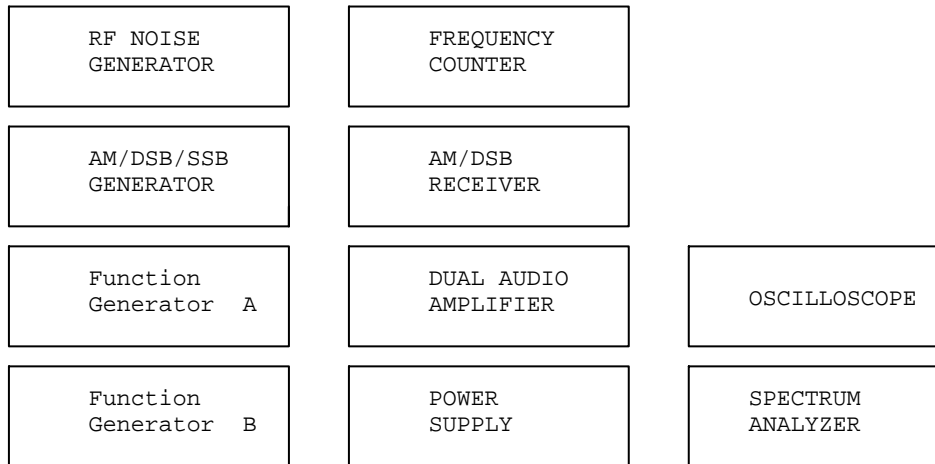 RF NOISE
GENERATOR
FREQUENCY
COUNTER
AM/DSB/SSB
GENERATOR
AM/DSB
RECEIVER
Function
Generator A
DUAL AUDIO
AMPLIFIER
OSCILLOSCOPE
Function
Generator B
POWER
SUPPLY
SPECTRUM
ANALYZER